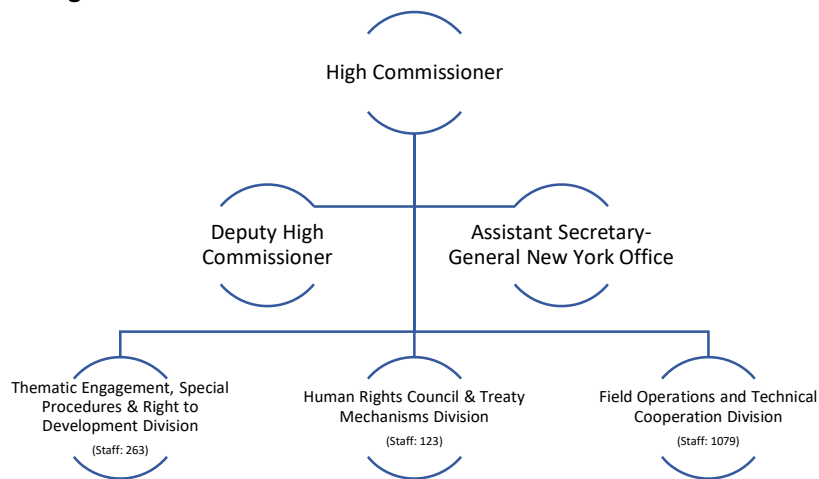 High Commissioner
Deputy High
Commissioner
Assistant Secretary-
General New York Office
Thematic Engagement, Special
Procedures & Right to
Development Division
(Staff: 263)
Human Rights Council & Treaty
Mechanisms Division
(Staff: 123)
Field Operations and Technical
Cooperation Division
(Staff: 1079)